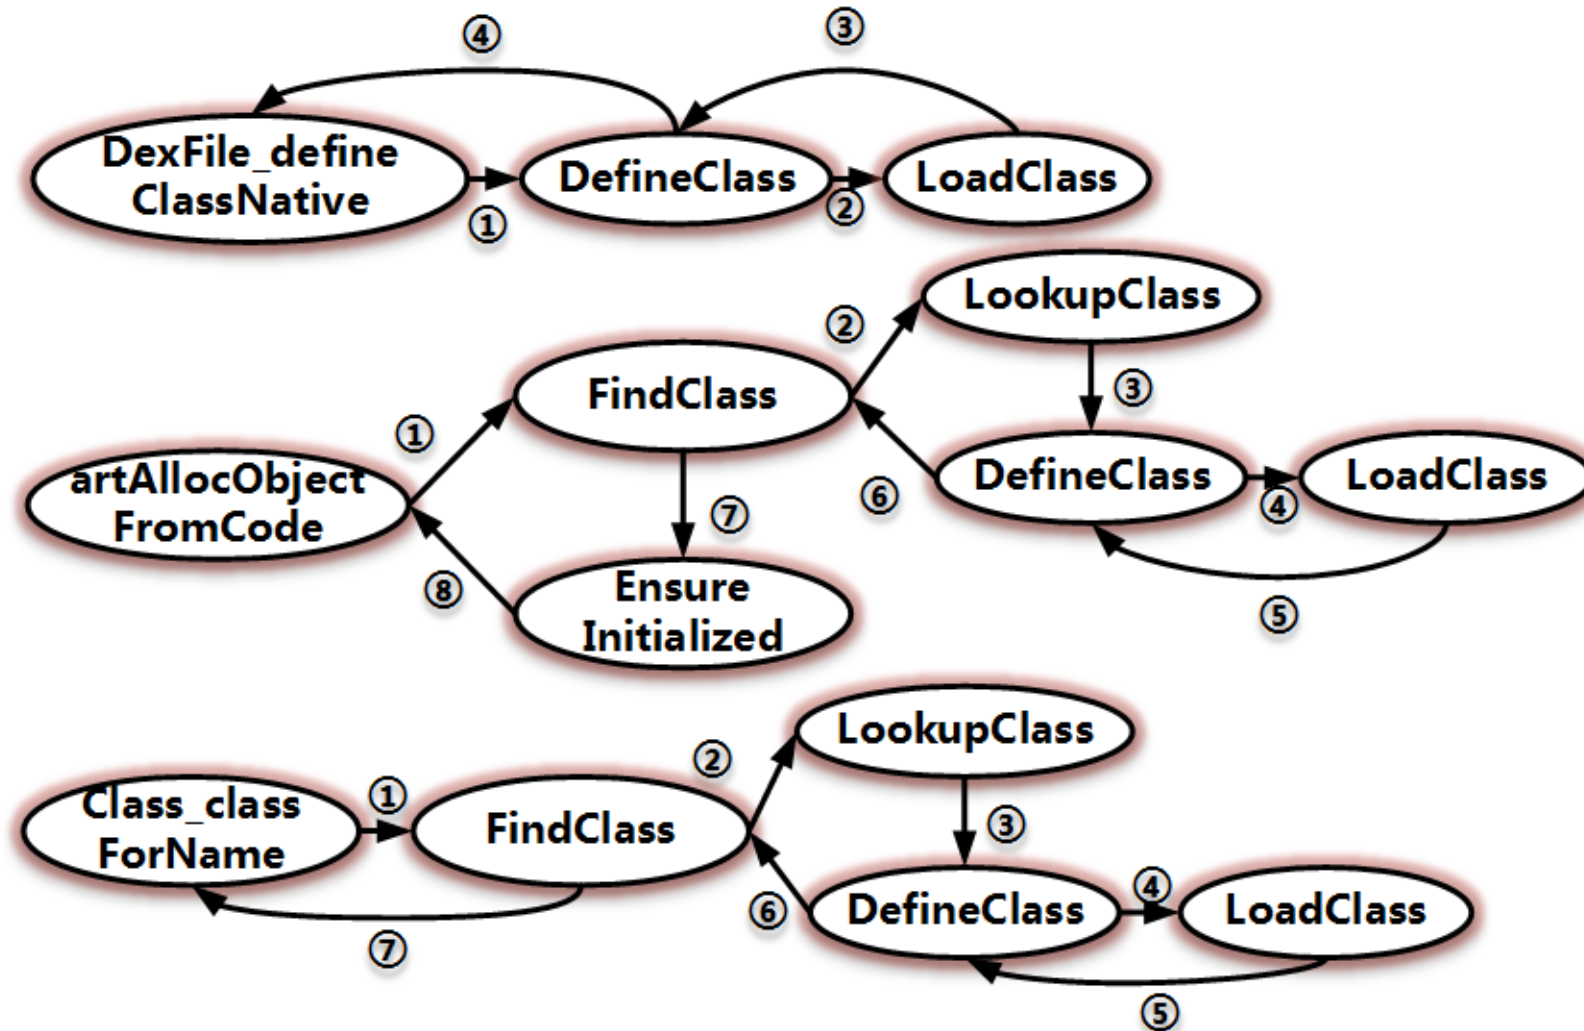 ④
③
DexFile_define
ClassNative
DefineClass
LoadClass
①
②
LookupClass
②
③
FindClass
①
artAllocObject
FromCode
DefineClass
LoadClass
⑥
④
⑦
⑧
Ensure
Initialized
⑤
LookupClass
②
①
Class_class
ForName
FindClass
③
④
⑥
DefineClass
LoadClass
⑦
⑤